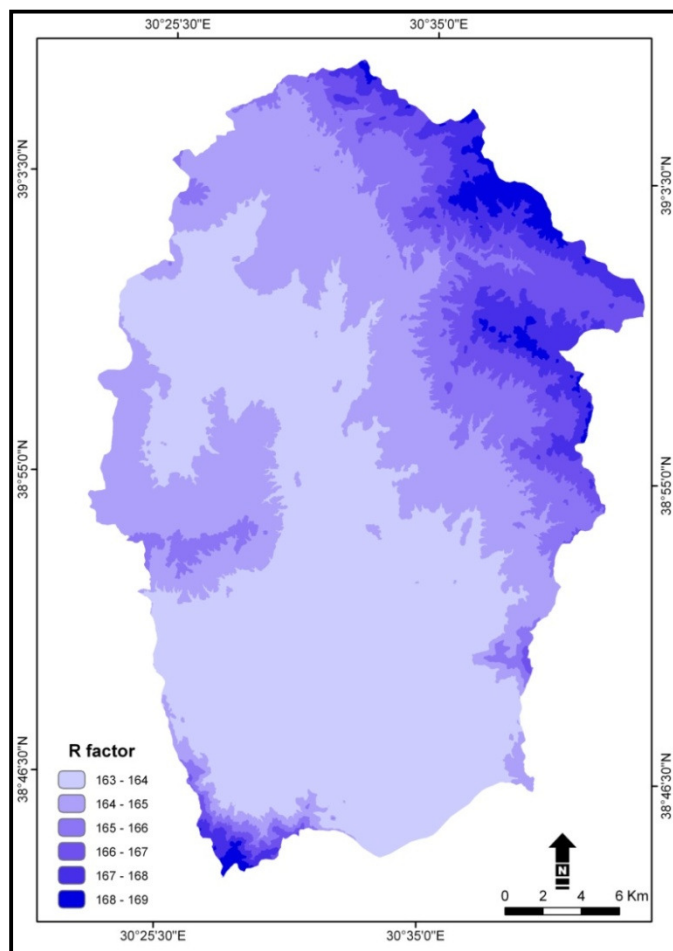 30°25'30"E 30°35'0"E
39°3'30"N 39°3'30"N
38°55'0"N 38°55'0"N
38°46'30"N 38°46'30"N
R factor
163 - 164
164 - 165
165 - 166
166 - 167
167 - 168
168 - 169
N
0 2 4 6 Km
30°25'30"E 30°35'0"E